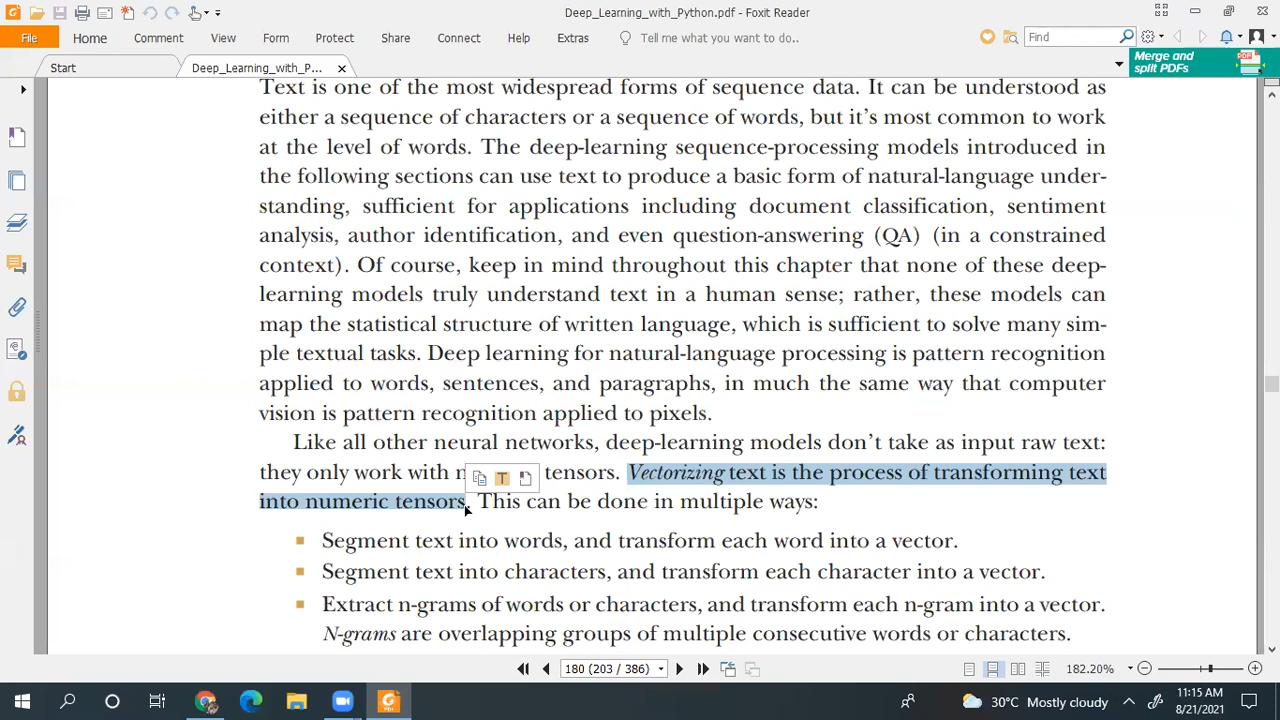 Deep_Learning_with_Python.pdf - Foxit Reader
File Home Comment View Form Protect Share Connect Help Extras Tell me what you want to do.. Find
Start Deep_Learning_with_P... Merge and
split PDFs
Text is one of the most widespread forms of sequence data. It can be understood as
either a sequence of characters or a sequence of words, but it's most common to work
at the level of words. The deep-learning sequence-processing models introduced in
the following sections can use text to produce a basic form of natural-language under-
standing, sufficient for applications including document classification, sentiment
analysis, author identification, and even question-answering (QA) (in a constrained
context). Of course, keep in mind throughout this chapter that none of these deep-
learning models truly understand text in a human sense; rather, these models can
map the statistical structure of written language, which is sufficient to solve many sim-
ple textual tasks. Deep learning for natural-language processing is pattern recognition
applied to words, sentences, and paragraphs, in much the same way that computer
vision is pattern recognition applied to pixels.
Like all other neural networks, deep-learning models don't take as input raw text:
they only work with n tensors. Vectorizing text is the process of transforming text
into numeric tensors. This can be done in multiple ways:
Segment text into words, and transform each word into a vector.
Segment text into characters, and transform each character into a vector.
Extract n-grams of words or characters, and transform each n-gram into a vector.
N-grams are overlapping groups of multiple consecutive words or characters.
180 (203 / 386) 182.20%
30°C Mostly cloudy 11:15 AM
8/21/2021